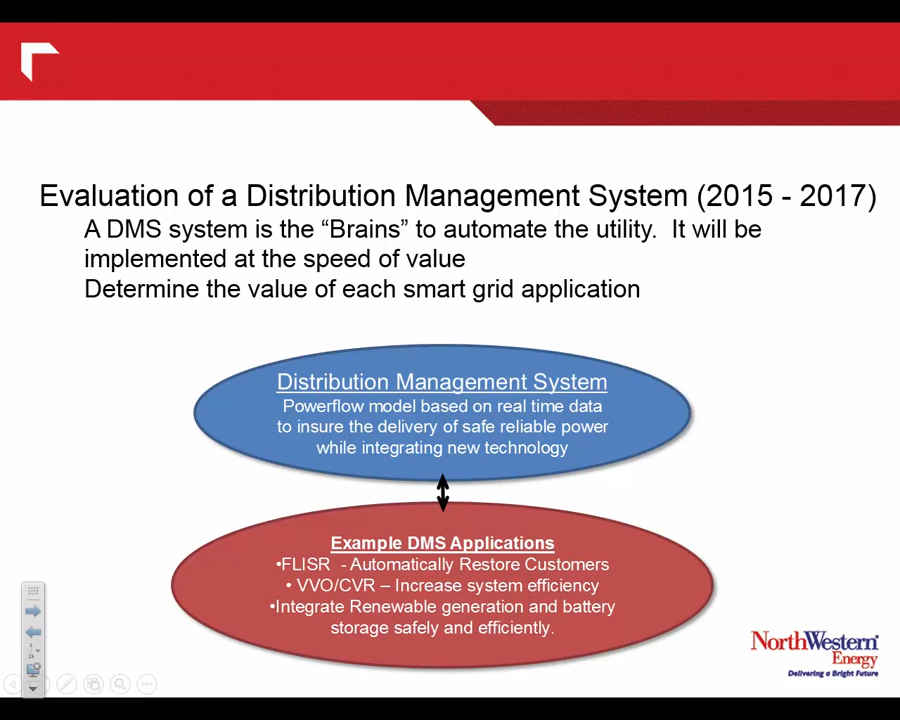 Evaluation of a Distribution Management System (2015 - 2017)
A DMS system is the “Brains” to automate the utility.  It will be
implemented at the speed of value
Determine the value of each smart grid application
Distribution Management System
Powerflow model based on real time data
to insure the delivery of safe reliable power
while integrating new technology
Example DMS Applications
•FLISR  - Automatically Restore Customers
• VVO/CVR – Increase system efficiency
•Integrate Renewable generation and battery
storage safely and efficiently.
NorthWestern
Energy
Delivering a Bright Future